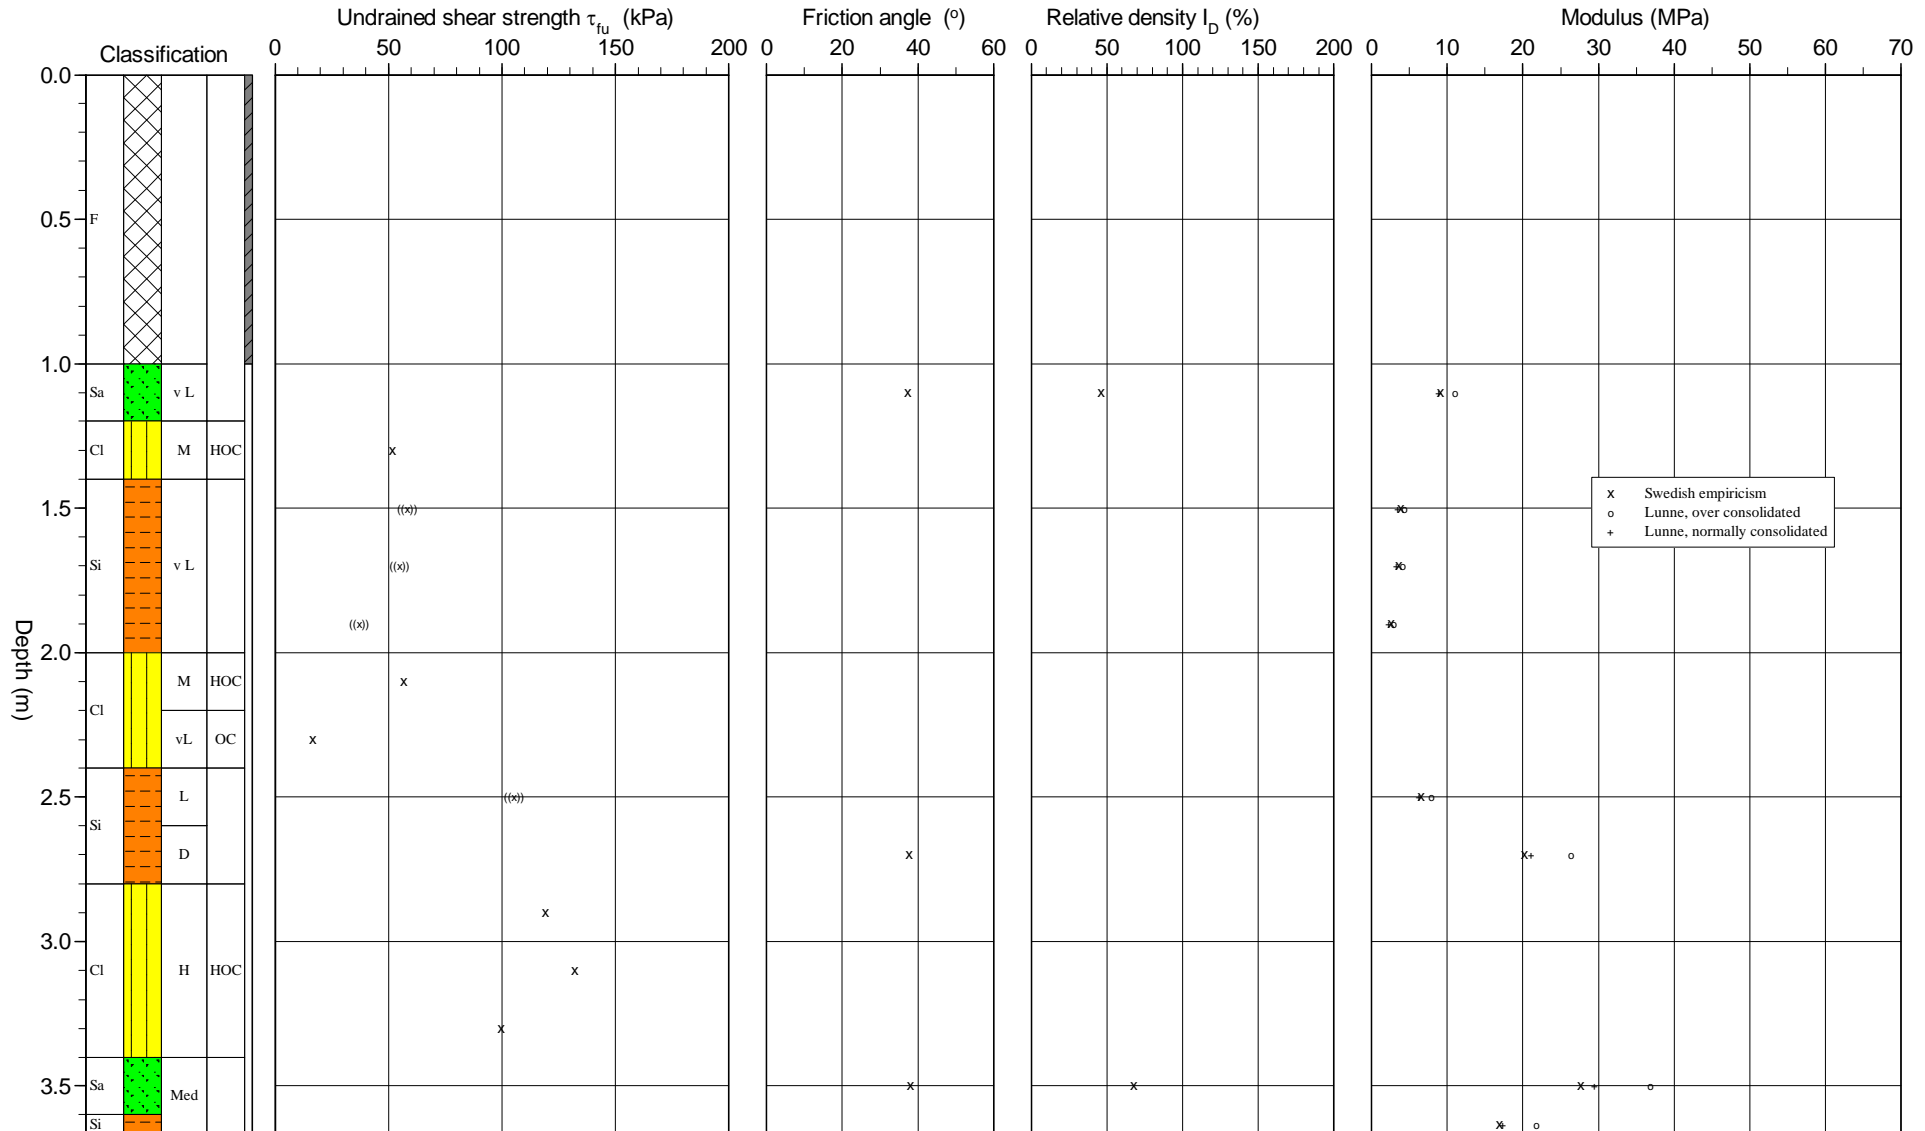 Undrained shear strength τfu (kPa)
Friction angle (°)
Relative density ID (%)
Modulus (MPa)
Classification
0 50 100 150 200
0 20 40 60
0 50 100 150 200
0 10 20 30 40 50 60 70
0.0
F
0.5
1.0
Sa v L
Cl M HOC
1.5
((x))
x Swedish empiricism
o Lunne, over consolidated
+ Lunne, normally consolidated
Si v L
((x))
((x))
Depth (m)
2.0
M HOC
Cl
vL OC
2.5
L
((x))
Si
D
3.0
Cl H HOC
3.5
Sa
Med
Si